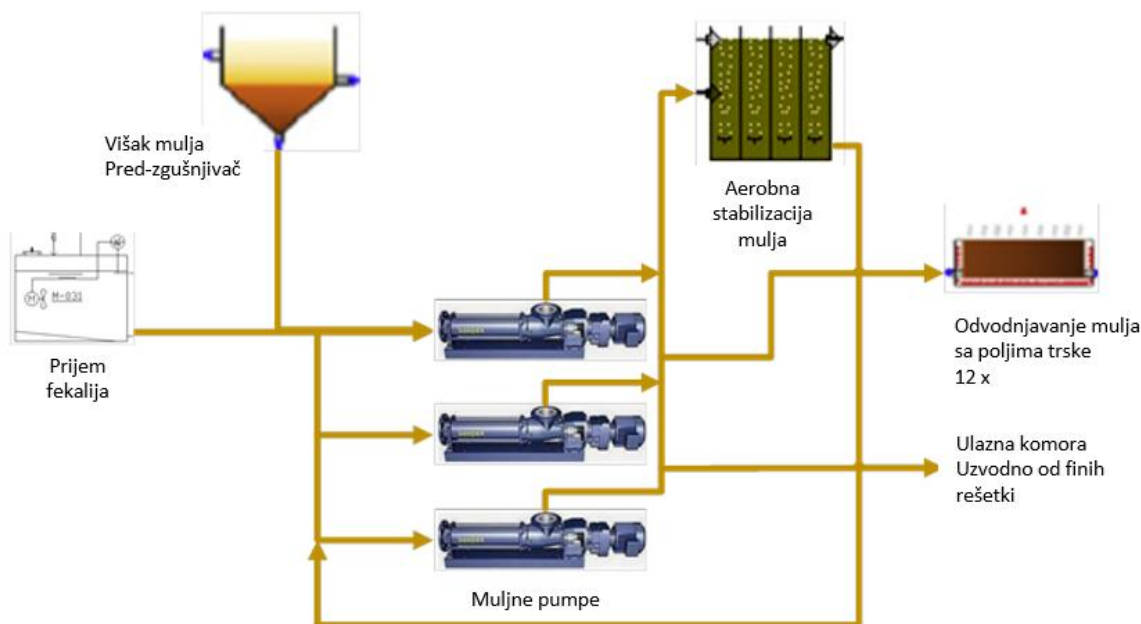 Višak mulja
Pred-zgušnjivač
Aerobna
stabilizacija
mulja
M-031
Prijem
fekalija
Odvodnjavanje mulja
sa poljima trske
12 x
Ulazna komora
Uzvodno od finih
rešetki
Muljne pumpe